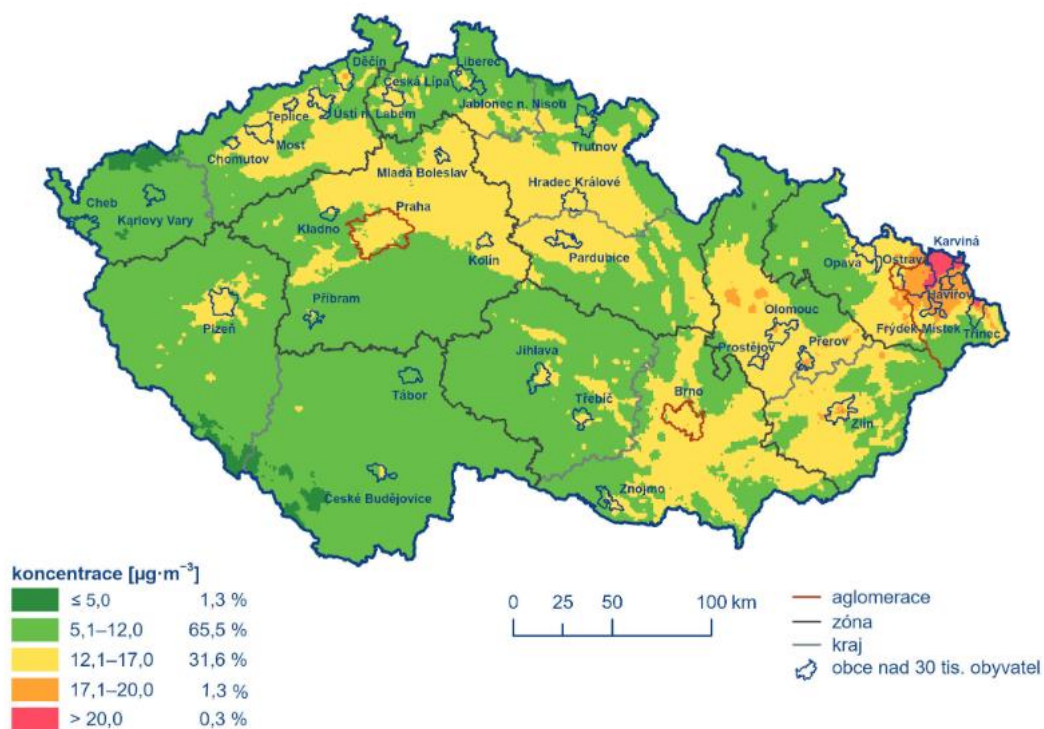 Děčín
Liberec
Česká Lípa
Jablonec n. Nisou
Teplice
Ústí n. Labem
Most
Chomutov
Trutnov
Mladá Boleslav
Hradec Králové
Cheb
Karlovy Vary
Praha
Kladno
Kolín
Pardubice
Opava
Ostrava
Karviná
Havířov
Plzeň
Příbram
Olomouc
Frýdek Místek
Třinec
Prostějov
Přerov
Jihlava
Tábor
Třebíč
Brno
Zlín
České Budějovice
Znojmo
koncentrace [µg·m⁻³]
≤ 5,0 1,3 %
5,1–12,0 65,5 %
12,1–17,0 31,6 %
17,1–20,0 1,3 %
> 20,0 0,3 %
0 25 50 100 km
aglomerace
zóna
kraj
obce nad 30 tis. obyvatel